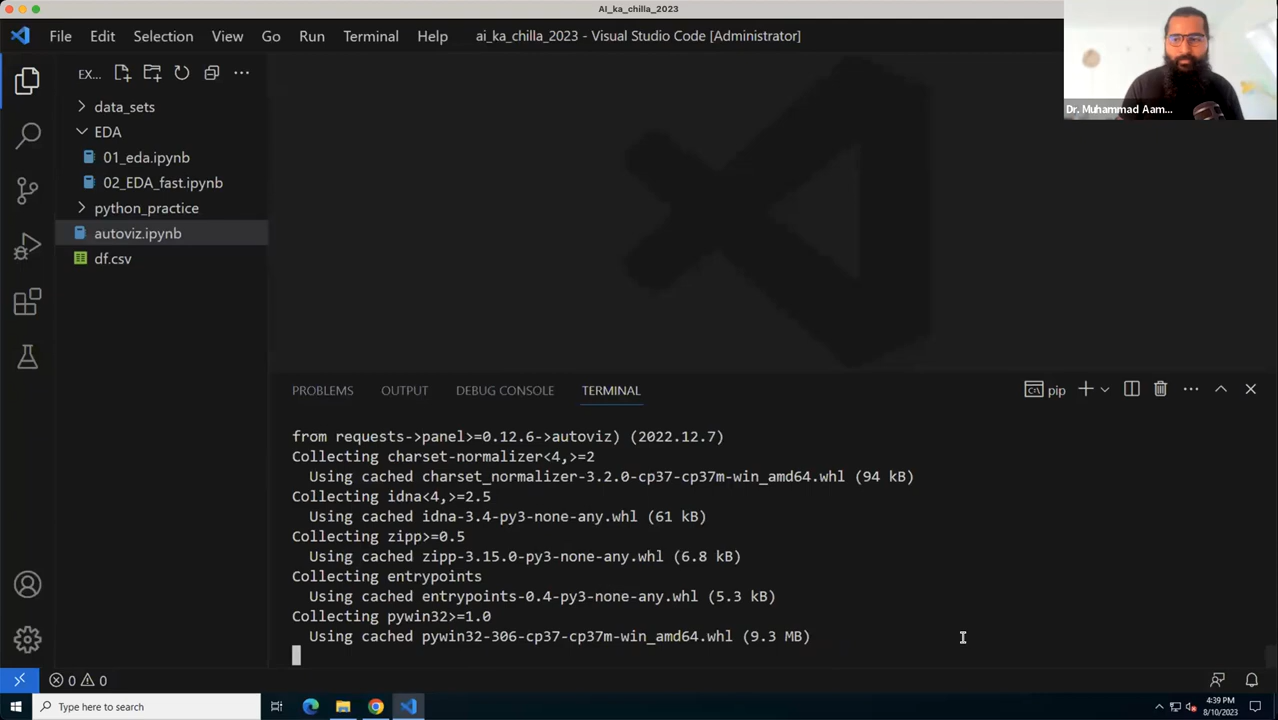 AI_ka_chilla_2023
File Edit Selection View Go Run Terminal Help ai_ka_chilla_2023 - Visual Studio Code [Administrator]
Dr. Muhammad Aam...
EX...
data_sets
EDA
01_eda.ipynb
02_EDA_fast.ipynb
python_practice
autoviz.ipynb
df.csv
PROBLEMS OUTPUT DEBUG CONSOLE TERMINAL pip
from requests->panel>=0.12.6->autoviz) (2022.12.7)
Collecting charset-normalizer<4,>=2
Using cached charset_normalizer-3.2.0-cp37-cp37m-win_amd64.whl (94 kB)
Collecting idna<4,>=2.5
Using cached idna-3.4-py3-none-any.whl (61 kB)
Collecting zipp>=0.5
Using cached zipp-3.15.0-py3-none-any.whl (6.8 kB)
Collecting entrypoints
Using cached entrypoints-0.4-py3-none-any.whl (5.3 kB)
Collecting pywin32>=1.0
Using cached pywin32-306-cp37-cp37m-win_amd64.whl (9.3 MB)
0 0
Type here to search
4:39 PM
8/10/2023